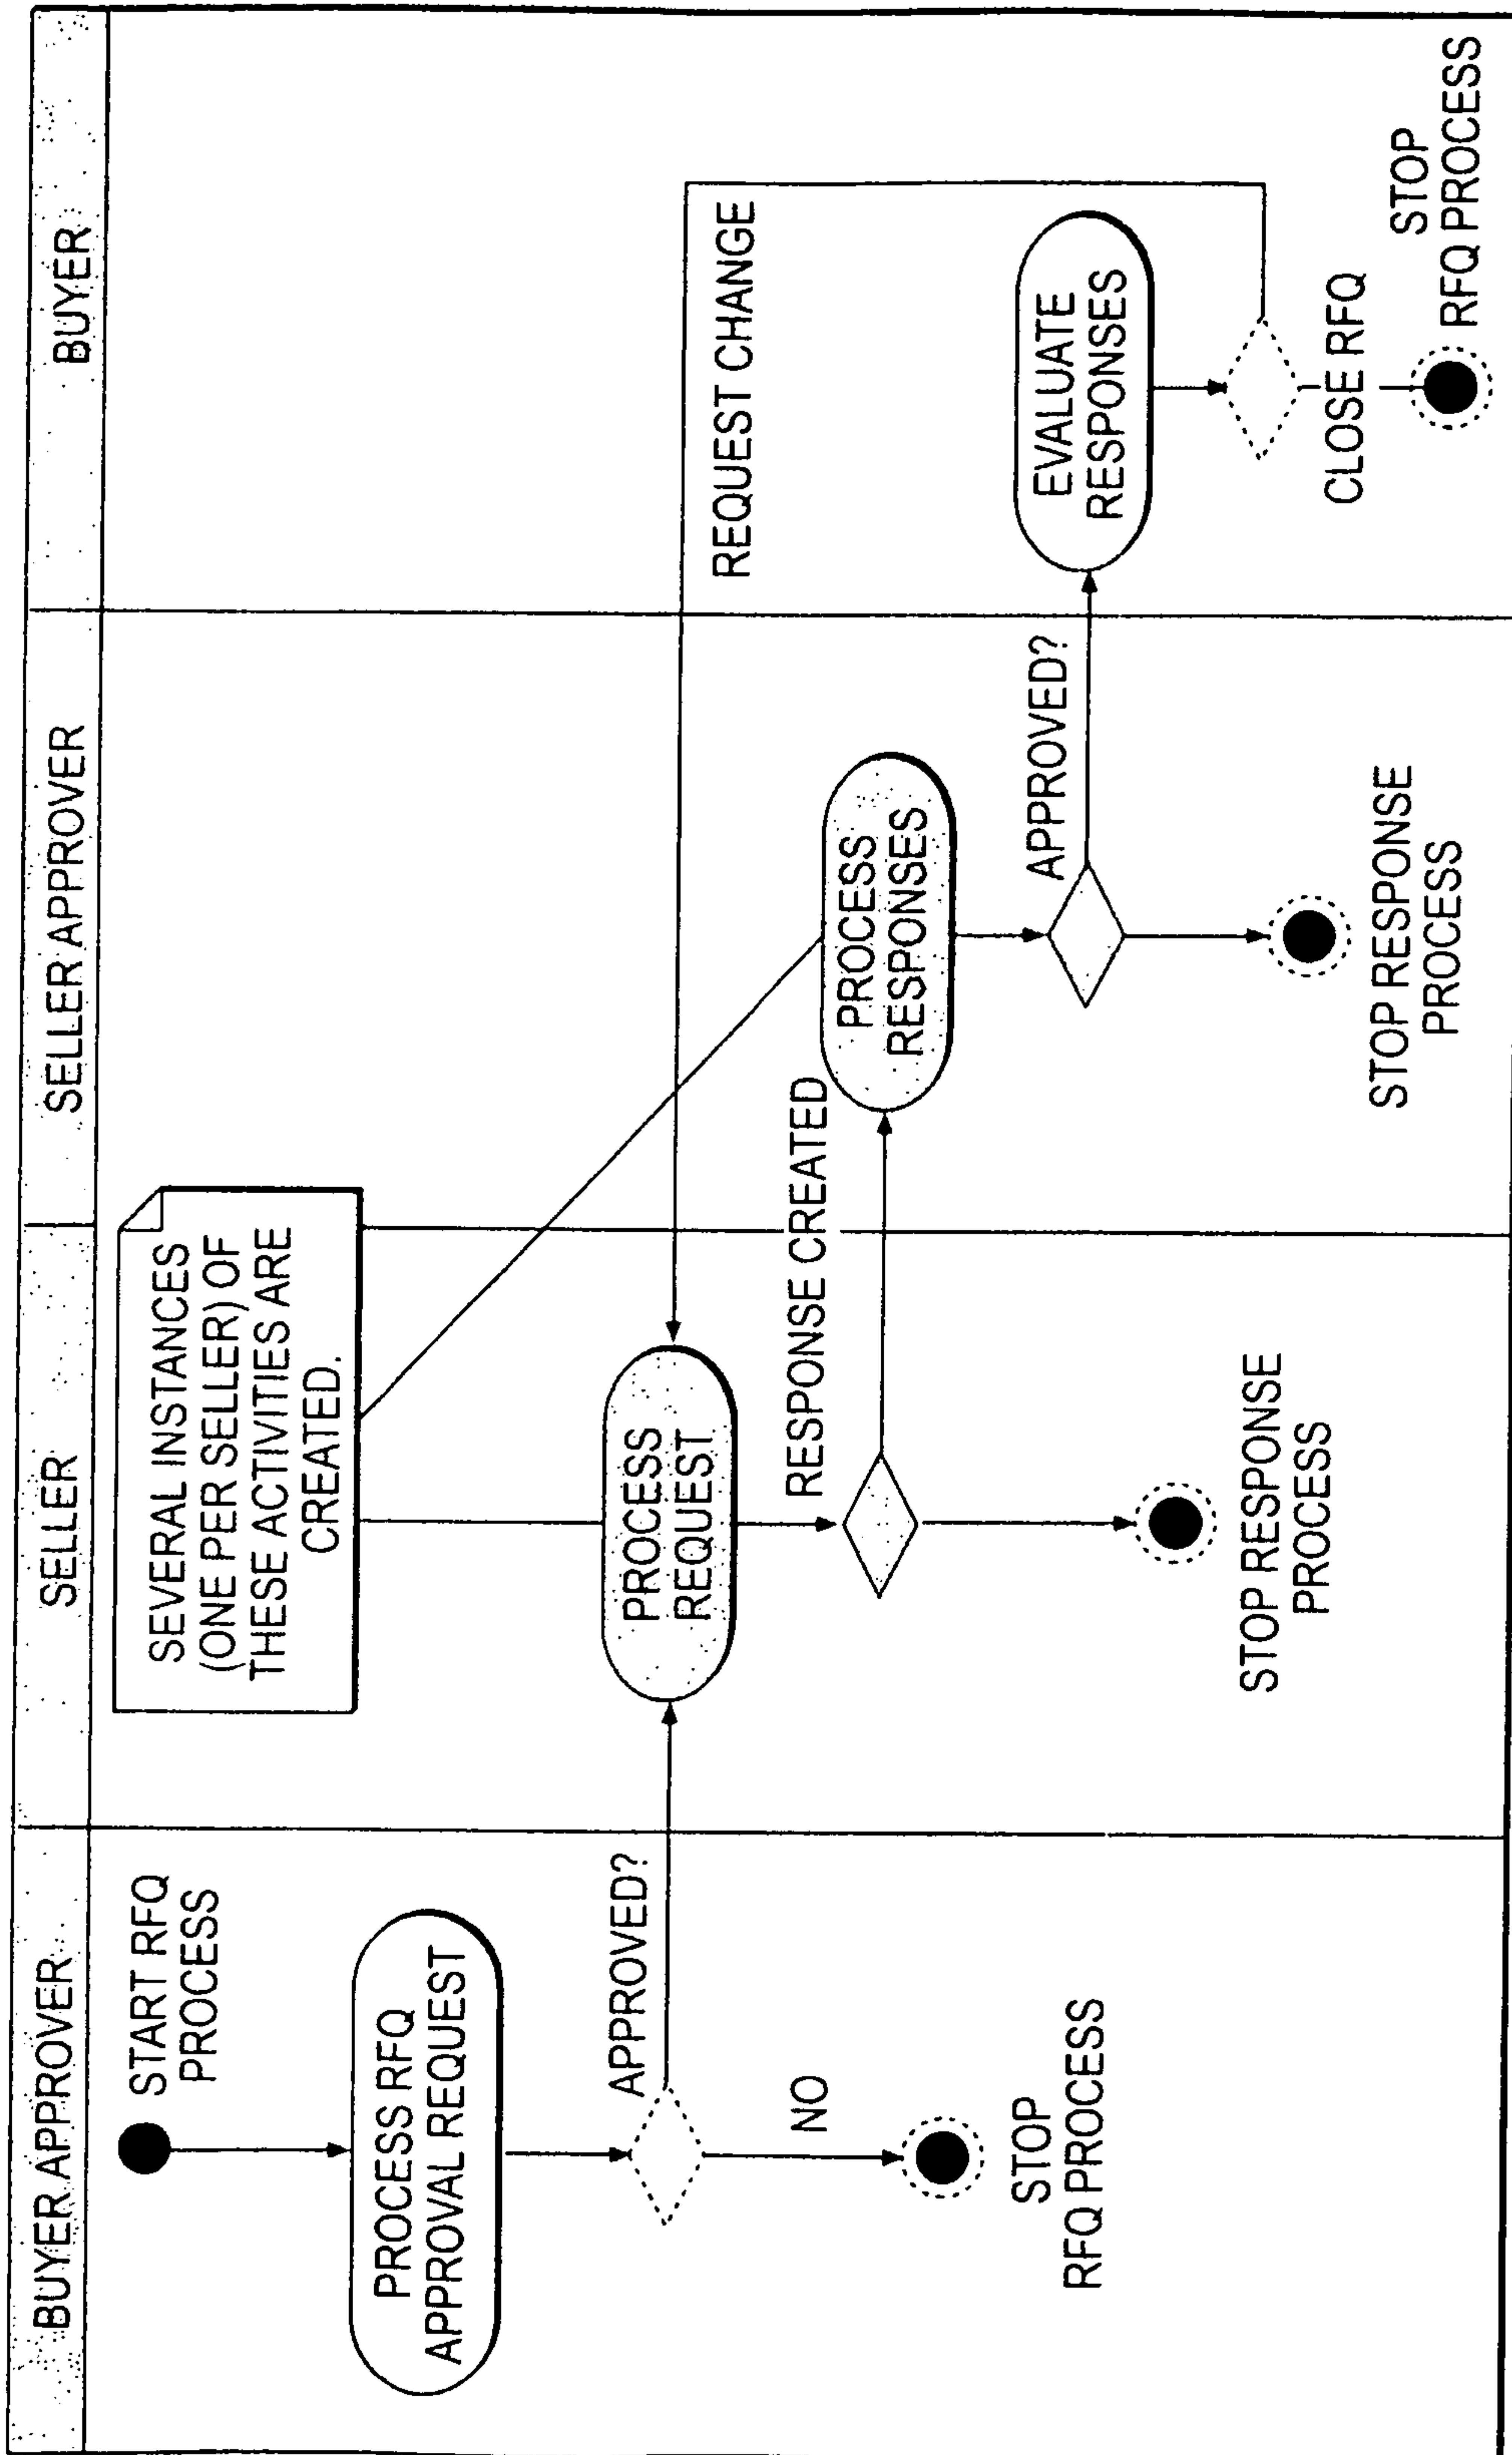 BUYER APPROVER
SELLER
SELLER APPROVER
BUYER
START RFQ
PROCESS
PROCESS RFQ
APPROVAL REQUEST
APPROVED?
NO
STOP
RFQ PROCESS
SEVERAL INSTANCES
(ONE PER SELLER) OF
THESE ACTIVITIES ARE
CREATED.
PROCESS
REQUEST
RESPONSE CREATED
STOP RESPONSE
PROCESS
PROCESS
RESPONSES
APPROVED?
STOP RESPONSE
PROCESS
REQUEST CHANGE
EVALUATE
RESPONSES
CLOSE RFQ
STOP
RFQ PROCESS